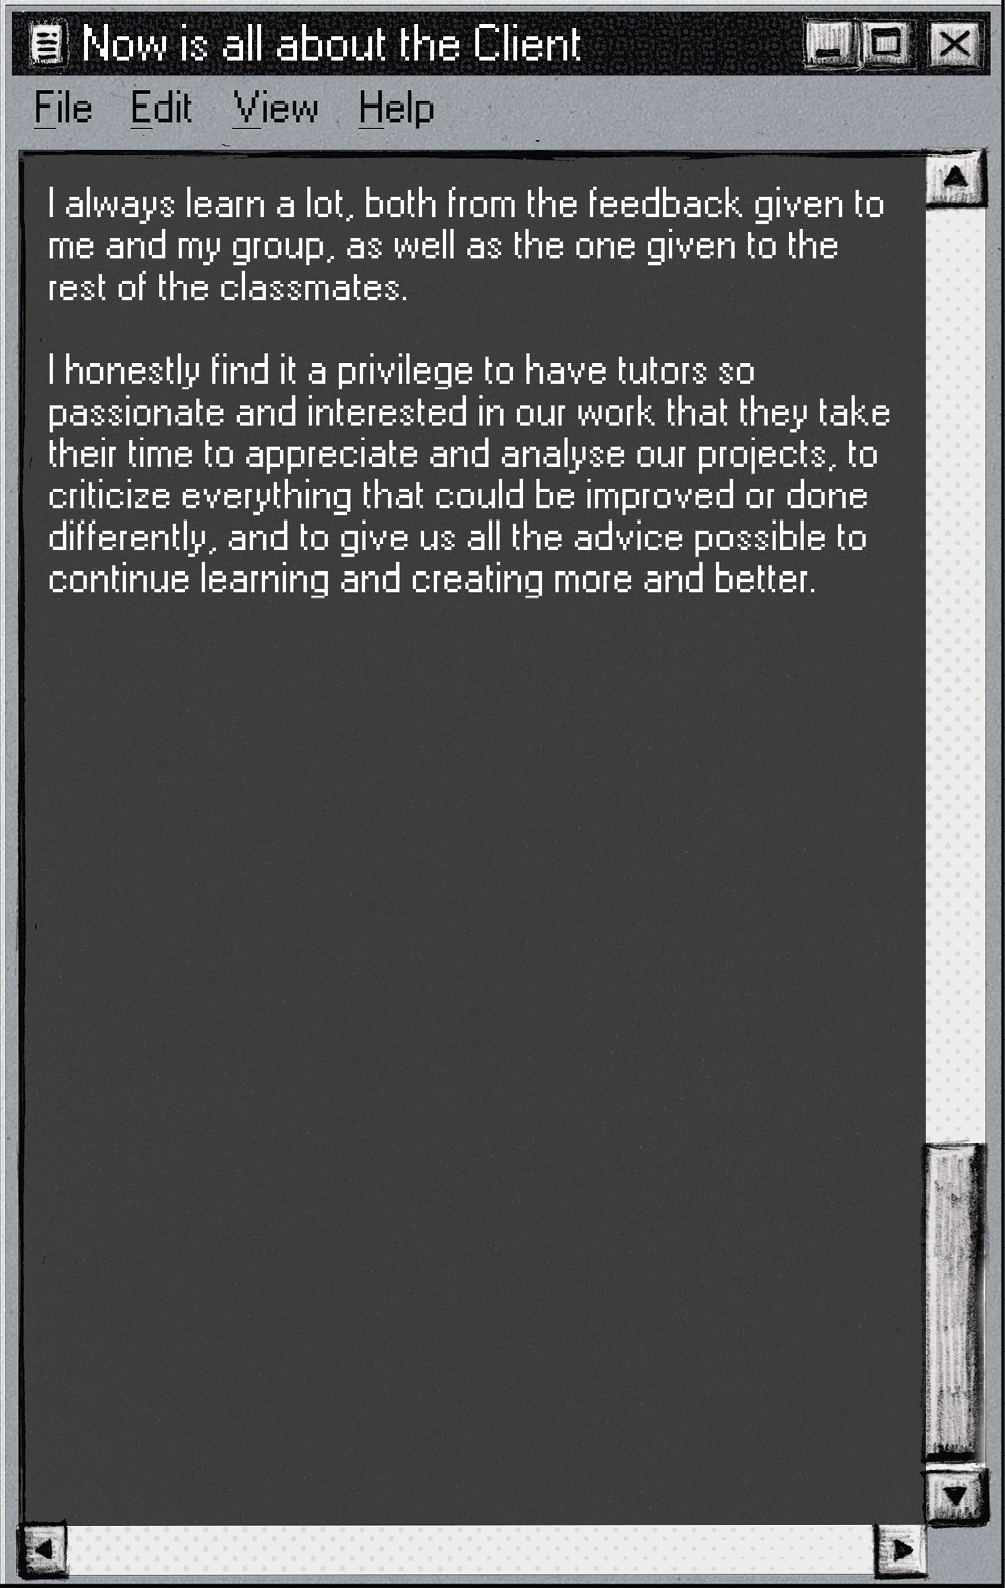 Now is all about the Client
File Edit View Help
I always learn a lot, both from the feedback given to
me and my group, as well as the one given to the
rest of the classmates.
I honestly find it a privilege to have tutors so
passionate and interested in our work that they take
their time to appreciate and analyse our projects, to
criticize everything that could be improved or done
differently, and to give us all the advice possible to
continue learning and creating more and better.